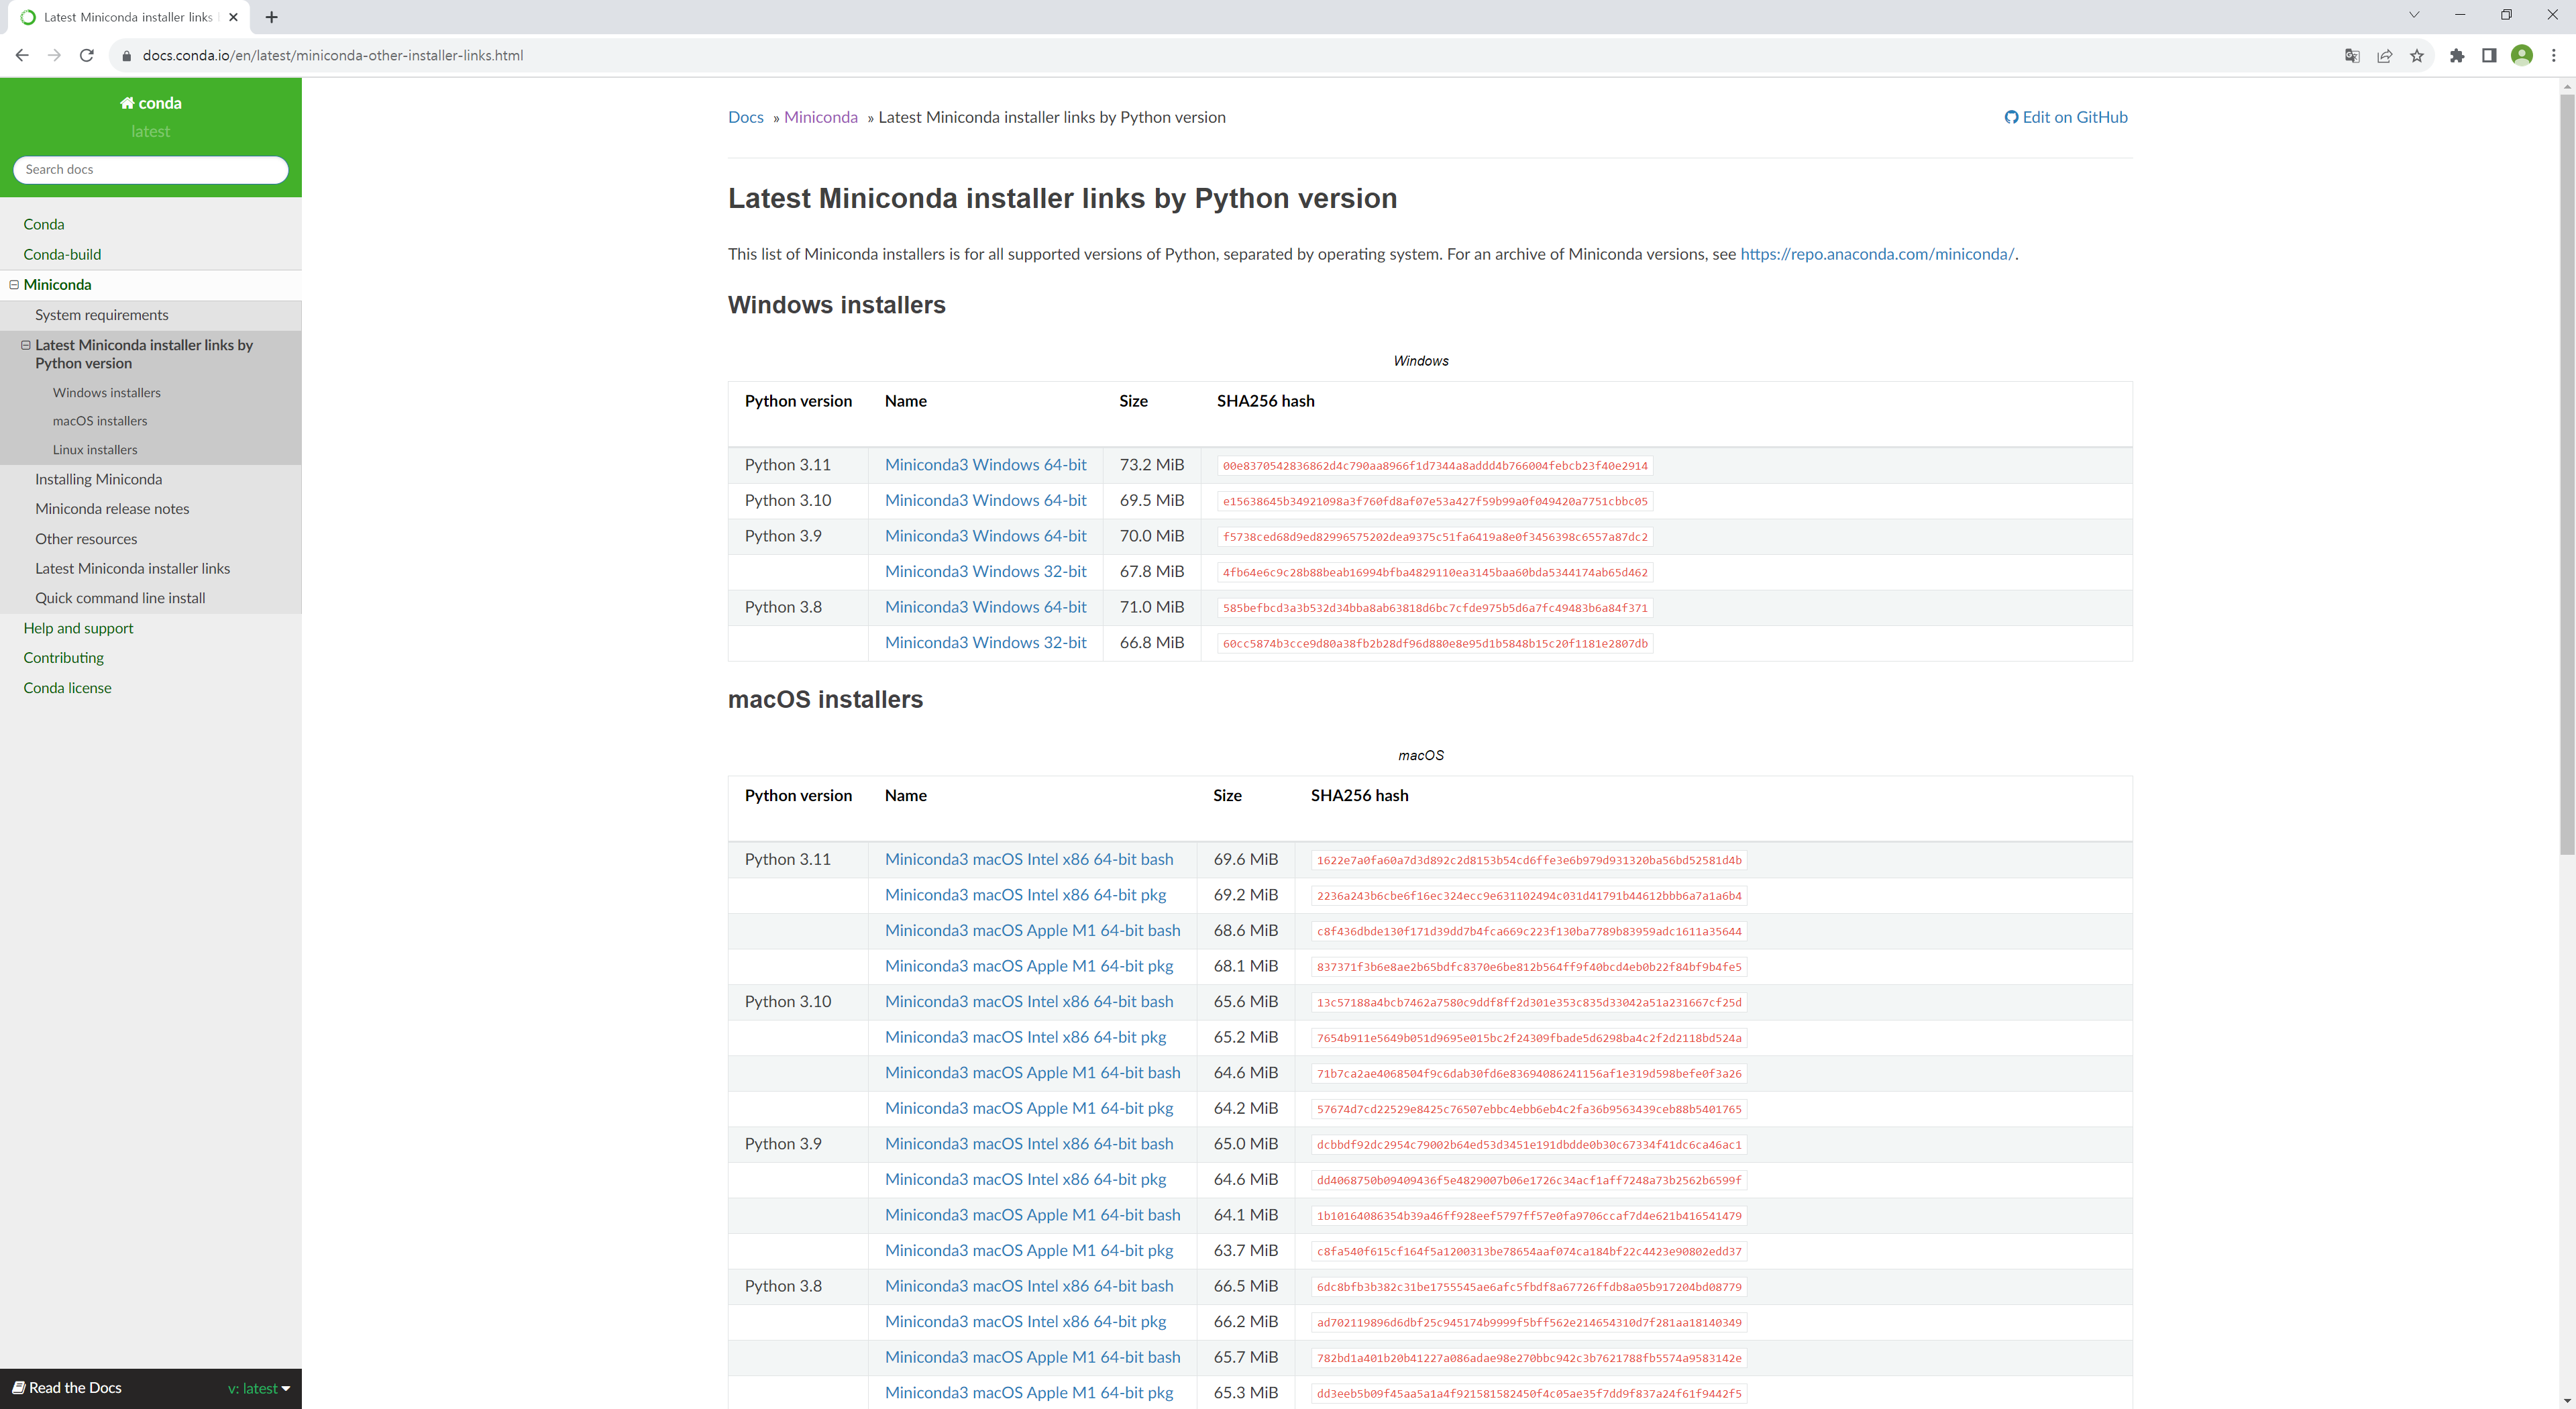 Latest Miniconda installer links
docs.conda.io/en/latest/miniconda-other-installer-links.html
conda
latest
Search docs
Conda
Conda-build
Miniconda
System requirements
Latest Miniconda installer links by
Python version
Windows installers
macOS installers
Linux installers
Installing Miniconda
Miniconda release notes
Other resources
Latest Miniconda installer links
Quick command line install
Help and support
Contributing
Conda license
Read the Docs v: latest
Docs » Miniconda » Latest Miniconda installer links by Python version Edit on GitHub
Latest Miniconda installer links by Python version
This list of Miniconda installers is for all supported versions of Python, separated by operating system. For an archive of Miniconda versions, see https://repo.anaconda.com/miniconda/.
Windows installers
Windows
Python version Name Size SHA256 hash
Python 3.11 Miniconda3 Windows 64-bit 73.2 MiB 00e8370542836862d4c790aa8966f1d7344a8addd4b766004febcb23f40e2914
Python 3.10 Miniconda3 Windows 64-bit 69.5 MiB e15638645b34921098a3f760fd8af07e53a427f59b99a0f049420a7751cbbc05
Python 3.9 Miniconda3 Windows 64-bit 70.0 MiB f5738ced68d9ed82996575202dea9375c51fa6419a8e0f3456398c6557a87dc2
Miniconda3 Windows 32-bit 67.8 MiB 4fb64e6c9c28b88beab16994bfba4829110ea3145baa60bda5344174ab65d462
Python 3.8 Miniconda3 Windows 64-bit 71.0 MiB 585befbcd3a3b532d34bba8ab63818d6bc7cfde975b5d6a7fc49483b6a84f371
Miniconda3 Windows 32-bit 66.8 MiB 60cc5874b3cce9d80a38fb2b28df96d880e8e95d1b5848b15c20f1181e2807db
macOS installers
macOS
Python version Name Size SHA256 hash
Python 3.11 Miniconda3 macOS Intel x86 64-bit bash 69.6 MiB 1622e7a0fa60a7d3d892c2d8153b54cd6ffe3e6b979d931320ba56bd52581d4b
Miniconda3 macOS Intel x86 64-bit pkg 69.2 MiB 2236a243b6cbe6f16ec324ecc9e631102494c031d41791b44612bbb6a7a1a6b4
Miniconda3 macOS Apple M1 64-bit bash 68.6 MiB c8f436dbde130f171d39dd7b4fca669c223f130ba7789b83959adc1611a35644
Miniconda3 macOS Apple M1 64-bit pkg 68.1 MiB 837371f3b6e8ae2b65bdfc8370e6be812b564ff9f40bcd4eb0b22f84bf9b4fe5
Python 3.10 Miniconda3 macOS Intel x86 64-bit bash 65.6 MiB 13c57188a4bcb7462a7580c9ddf8ff2d301e353c835d33042a51a231667cf25d
Miniconda3 macOS Intel x86 64-bit pkg 65.2 MiB 7654b911e5649b051d9695e015bc2f24309fbade5d6298ba4c2f2d2118bd524a
Miniconda3 macOS Apple M1 64-bit bash 64.6 MiB 71b7ca2ae4068504f9c6dab30fd6e83694086241156af1e319d598befe0f3a26
Miniconda3 macOS Apple M1 64-bit pkg 64.2 MiB 57674d7cd22529e8425c76507ebbc4ebb6eb4c2fa36b9563439ceb88b5401765
Python 3.9 Miniconda3 macOS Intel x86 64-bit bash 65.0 MiB dcbbdf92dc2954c79002b64ed53d3451e191dbdde0b30c67334f41dc6ca46ac1
Miniconda3 macOS Intel x86 64-bit pkg 64.6 MiB dd4068750b09409436f5e4829007b06e1726c34acf1aff7248a73b2562b6599f
Miniconda3 macOS Apple M1 64-bit bash 64.1 MiB 1b10164086354b39a46ff928eef5797ff57e0fa9706ccaf7d4e621b416541479
Miniconda3 macOS Apple M1 64-bit pkg 63.7 MiB c8fa540f615cf164f5a1200313be78654aaf074ca184bf22c4423e90802edd37
Python 3.8 Miniconda3 macOS Intel x86 64-bit bash 66.5 MiB 6dc8bfb3b382c31be1755545ae6afc5fbdf8a67726ffdb8a05b917204bd08779
Miniconda3 macOS Intel x86 64-bit pkg 66.2 MiB ad702119896d6dbf25c945174b9999f5bff562e214654310d7f281aa18140349
Miniconda3 macOS Apple M1 64-bit bash 65.7 MiB 782bd1a401b20b41227a086adae98e270bbc942c3b7621788fb5574a9583142e
Miniconda3 macOS Apple M1 64-bit pkg 65.3 MiB dd3eeb5b09f45aa5a1a4f921581582450f4c05ae35f7dd9f837a24f61f9442f5